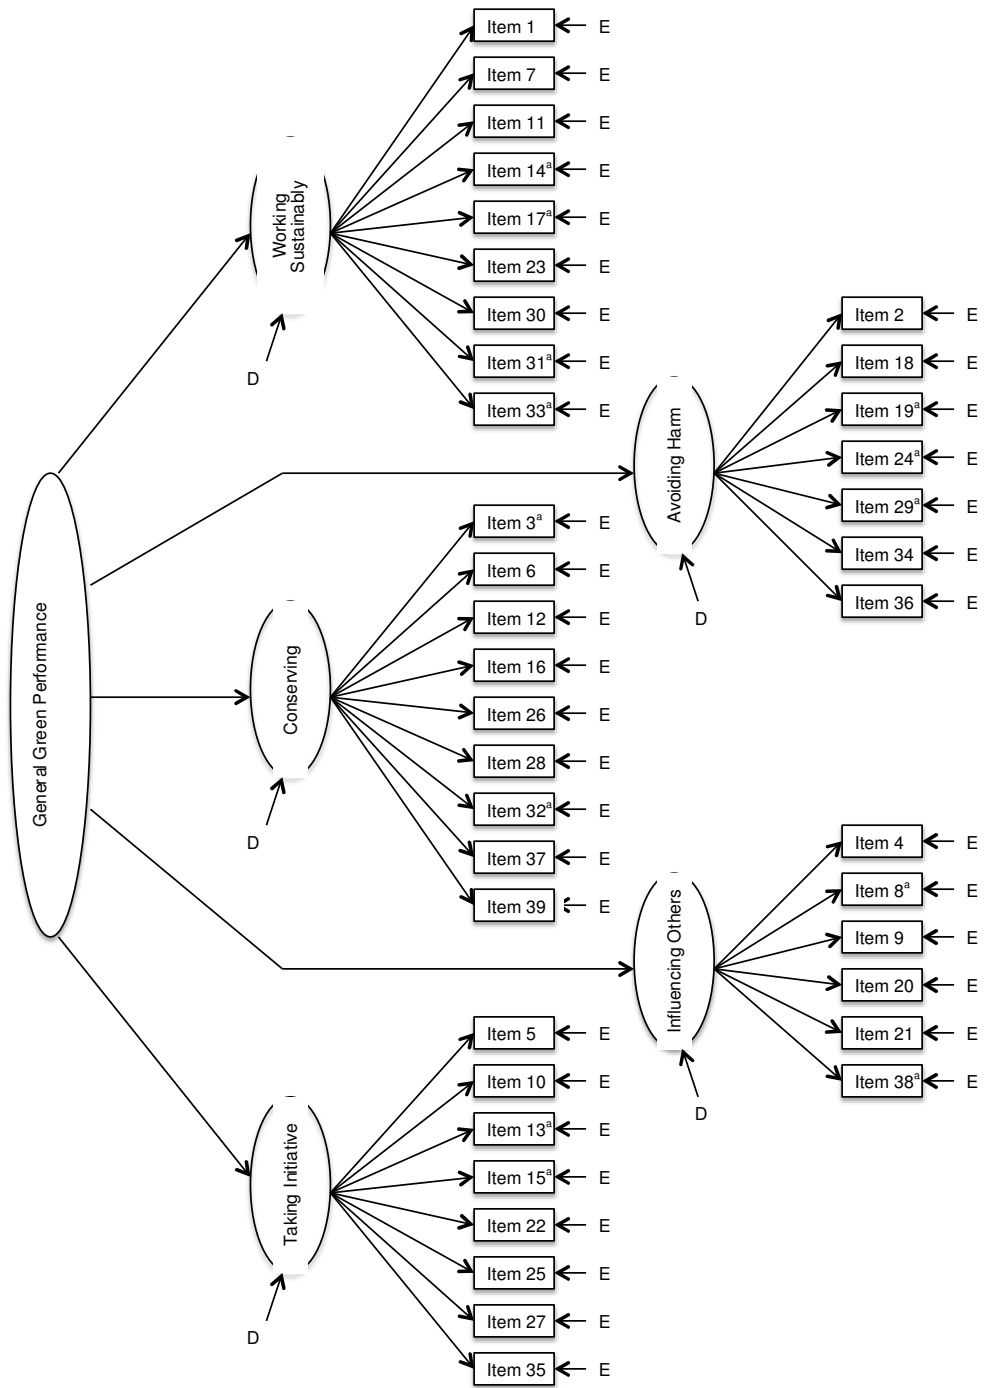 General Green Performance
Working
Sustainably
D
Item 1 E
Item 7 E
Item 11 E
Item 14ᵃ E
Item 17ᵃ E
Item 23 E
Item 30 E
Item 31ᵃ E
Item 33ᵃ E
Avoiding Harm
D
Item 2 E
Item 18 E
Item 19ᵃ E
Item 24ᵃ E
Item 29ᵃ E
Item 34 E
Item 36 E
Conserving
D
Item 3ᵃ E
Item 6 E
Item 12 E
Item 16 E
Item 26 E
Item 28 E
Item 32ᵃ E
Item 37 E
Item 39 E
Influencing Others
D
Item 4 E
Item 8ᵃ E
Item 9 E
Item 20 E
Item 21 E
Item 38ᵃ E
Taking Initiative
D
Item 5 E
Item 10 E
Item 13ᵃ E
Item 15ᵃ E
Item 22 E
Item 25 E
Item 27 E
Item 35 E